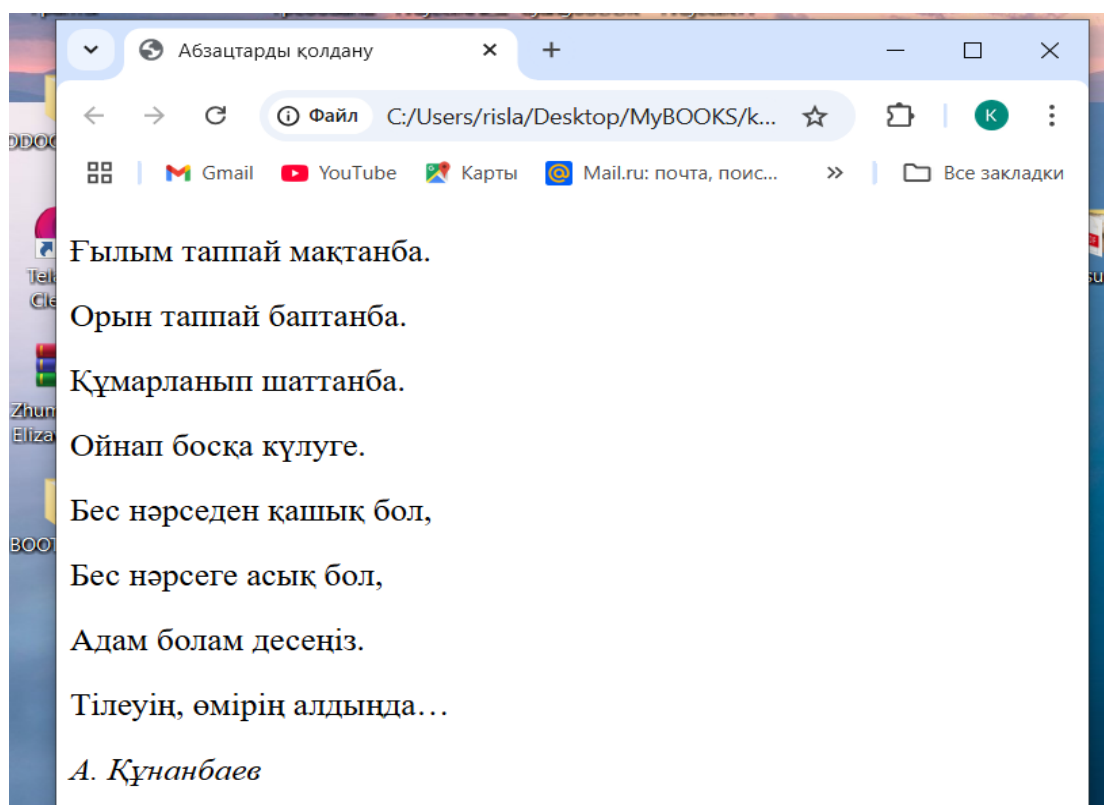 Абзацтарды қолдану
Файл C:/Users/risla/Desktop/MyBOOKS/k...
K
Gmail YouTube Карты Mail.ru: почта, поис... Все закладки
Ғылым таппай мақтанба.
Орын таппай баптанба.
Құмарланып шаттанба.
Ойнап босқа күлуге.
Бес нәрседен қашық бол,
Бес нәрсеге асық бол,
Адам болам десеңіз.
Тілеуің, өмірің алдыңда…
А. Құнанбаев